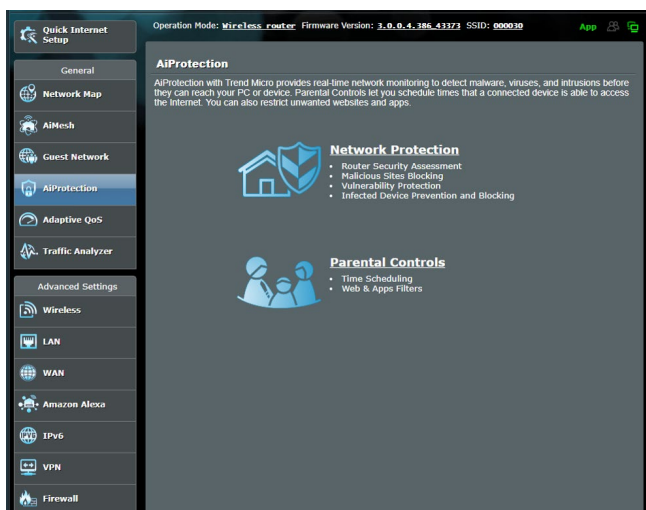 Quick Internet
Setup
Operation Mode: Wireless router Firmware Version: 3.0.0.4.386_43373 SSID: 000030
App
General
Network Map
AiMesh
Guest Network
AiProtection
Adaptive QoS
Traffic Analyzer
Advanced Settings
Wireless
LAN
WAN
Amazon Alexa
IPv6
VPN
Firewall
AiProtection
AiProtection with Trend Micro provides real-time network monitoring to detect malware, viruses, and intrusions before
they can reach your PC or device. Parental Controls let you schedule times that a connected device is able to access
the Internet. You can also restrict unwanted websites and apps.
Network Protection
• Router Security Assessment
• Malicious Sites Blocking
• Vulnerability Protection
• Infected Device Prevention and Blocking
Parental Controls
• Time Scheduling
• Web & Apps Filters